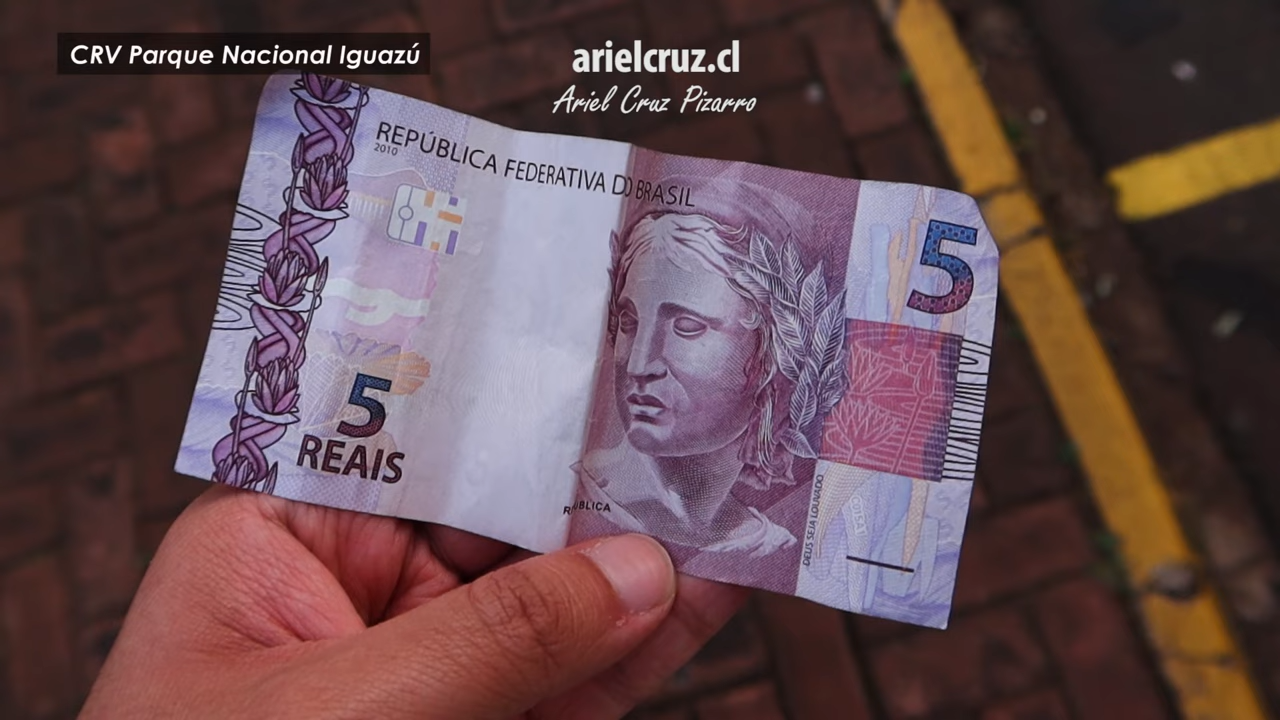 CRV Parque Nacional Iguazú
arielcruz.cl
Ariel Cruz Pizarro
REPÚBLICA FEDERATIVA DO BRASIL
2010
5
5
REAIS
REPÚBLICA
DEUS SEJA LOUVADO